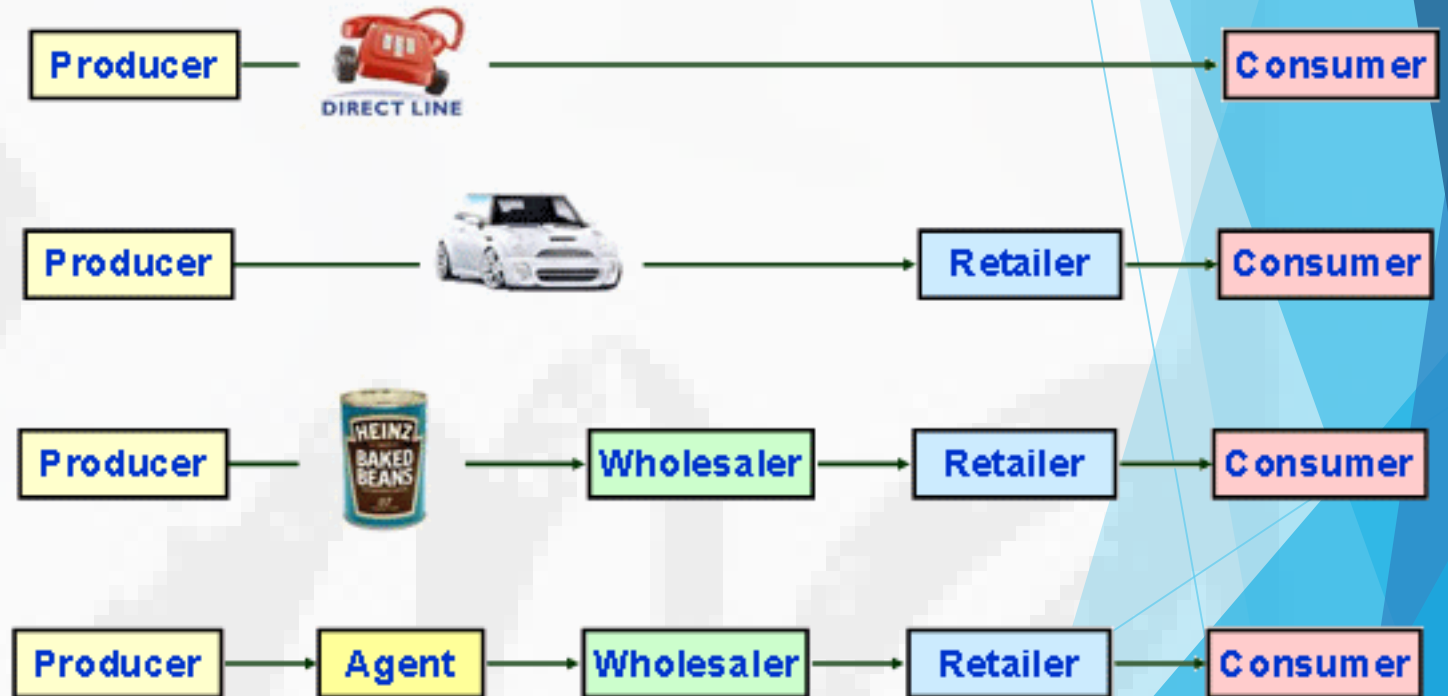 Producer
DIRECT LINE
Consumer
Producer
Retailer
Consumer
Producer
HEINZ
BAKED
BEANS
Wholesaler
Retailer
Consumer
Producer
Agent
Wholesaler
Retailer
Consumer